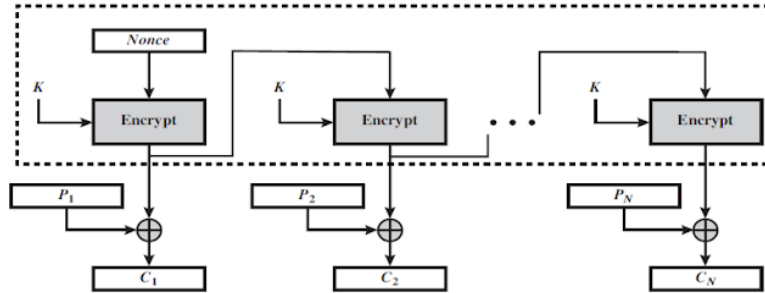 Nonce
K
K
K
Encrypt
Encrypt
Encrypt
P1
P2
PN
C1
C2
CN